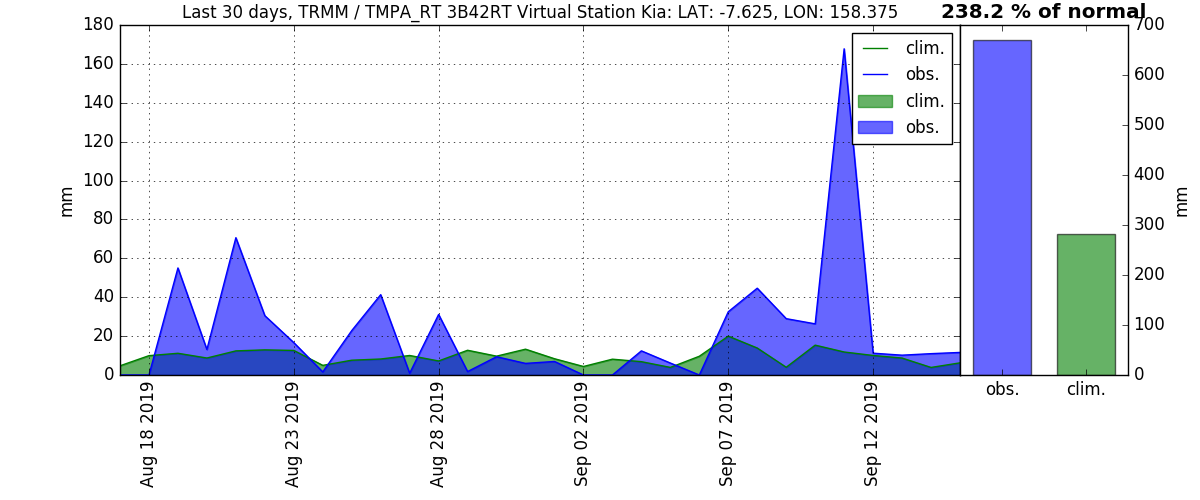 Last 30 days, TRMM / TMPA_RT 3B42RT Virtual Station Kia: LAT: -7.625, LON: 158.375
238.2 % of normal
180
160
140
120
100
80
60
40
20
0
mm
clim.
obs.
clim.
obs.
Aug 18 2019
Aug 23 2019
Aug 28 2019
Sep 02 2019
Sep 07 2019
Sep 12 2019
700
600
500
400
300
200
100
0
mm
obs.
clim.